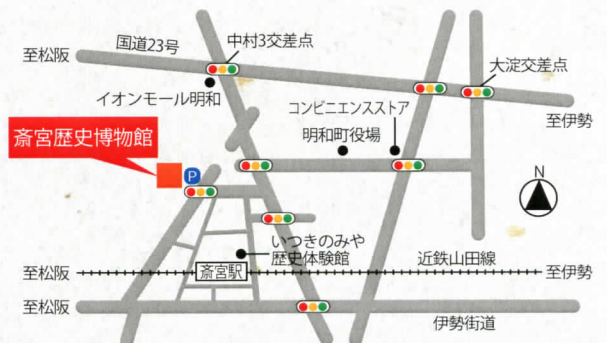 国道23号
中村3交差点
至松阪
大淀交差点
イオンモール明和
コンビニエンスストア
至伊勢
斎宮歴史博物館
明和町役場
P
N
いつきのみや
歴史体験館
近鉄山田線
至松阪
斎宮駅
至伊勢
至松阪
伊勢街道